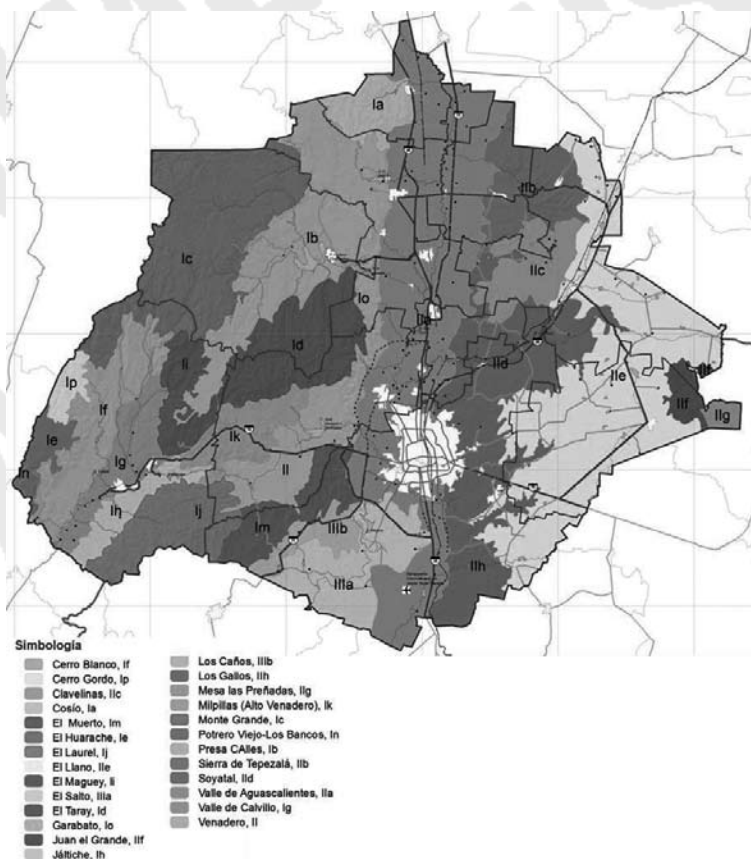 Ia
IIb
Ib
Ic
IIc
Io
IIa
Id
IId
Ii
IIe
IIf
Ip
If
IIf
IIg
Ie
Ik
In
Ig
Il
Ih
Ij
Im
IIIb
IIh
IIIa
Simbología
Cerro Blanco, If
Cerro Gordo, Ip
Clavelinas, IIc
Cosío, Ia
El Muerto, Im
El Huarache, Ie
El Laurel, Ij
El Llano, IIe
El Maguey, Ii
El Salto, IIIa
El Taray, Id
Garabato, Io
Juan el Grande, IIf
Jáltiche, Ih
Los Caños, IIIb
Los Gallos, IIh
Mesa las Preñadas, IIg
Milpillas (Alto Venadero), Ik
Monte Grande, Ic
Potrero Viejo-Los Bancos, In
Presa CAlles, Ib
Sierra de Tepezalá, IIb
Soyatal, IId
Valle de Aguascalientes, IIa
Valle de Calvillo, Ig
Venadero, Il